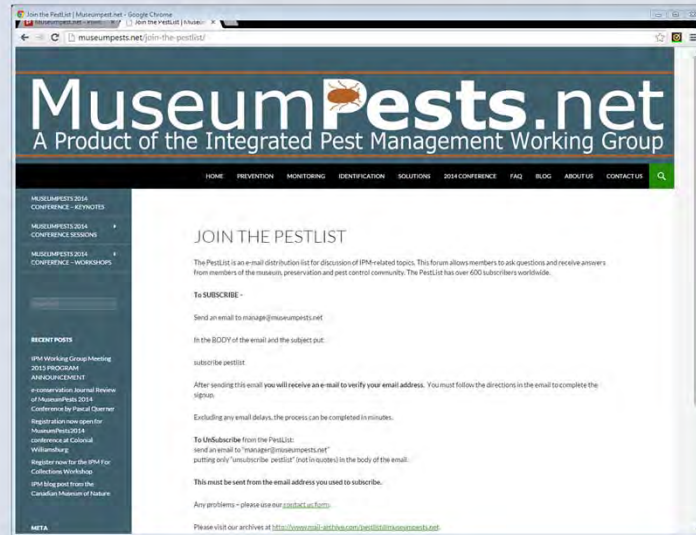 Join the PestList | Museumpest.net - Google Chrome
Join the PestList | Museu
museumpests.net/join-the-pestlist/
MuseumPests.net
A Product of the Integrated Pest Management Working Group
HOME PREVENTION MONITORING IDENTIFICATION SOLUTIONS 2014 CONFERENCE FAQ BLOG ABOUT US CONTACT US
MUSEUMPESTS 2014
CONFERENCE – KEYNOTES
MUSEUMPESTS 2014
CONFERENCE SESSIONS
MUSEUMPESTS 2014
CONFERENCE – WORKSHOPS
RECENT POSTS
IPM Working Group Meeting
2015 PROGRAM
ANNOUNCEMENT
e-conservation Journal Review
of MuseumPests 2014
Conference by Pascal Querner
Registration now open for
MuseumPests2014
conference at Colonial
Williamsburg
Register now for the IPM For
Collections Workshop
IPM blog post from the
Canadian Museum of Nature
META
JOIN THE PESTLIST
The PestList is an e-mail distribution list for discussion of IPM-related topics. This forum allows members to ask questions and receive answers
from members of the museum, preservation and pest control community. The PestList has over 600 subscribers worldwide.
To SUBSCRIBE –
Send an email to manage@museumpests.net
In the BODY of the email and the subject put:
subscribe pestlist
After sending this email you will receive an e-mail to verify your email address. You must follow the directions in the email to complete the
signup.
Excluding any email delays, the process can be completed in minutes.
To UnSubscribe from the PestList:
send an email to "manager@museumpests.net"
putting only "unsubscribe pestlist" (not in quotes) in the body of the email.
This must be sent from the email address you used to subscribe.
Any problems – please use our contact us form.
Please visit our archives at http://www.mail-archive.com/pestlist@museumpests.net.